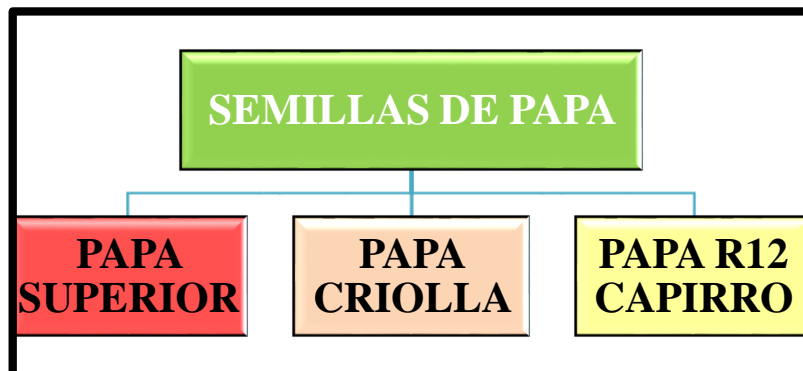 SEMILLAS DE PAPA
PAPA
SUPERIOR
PAPA
CRIOLLA
PAPA R12
CAPIRRO